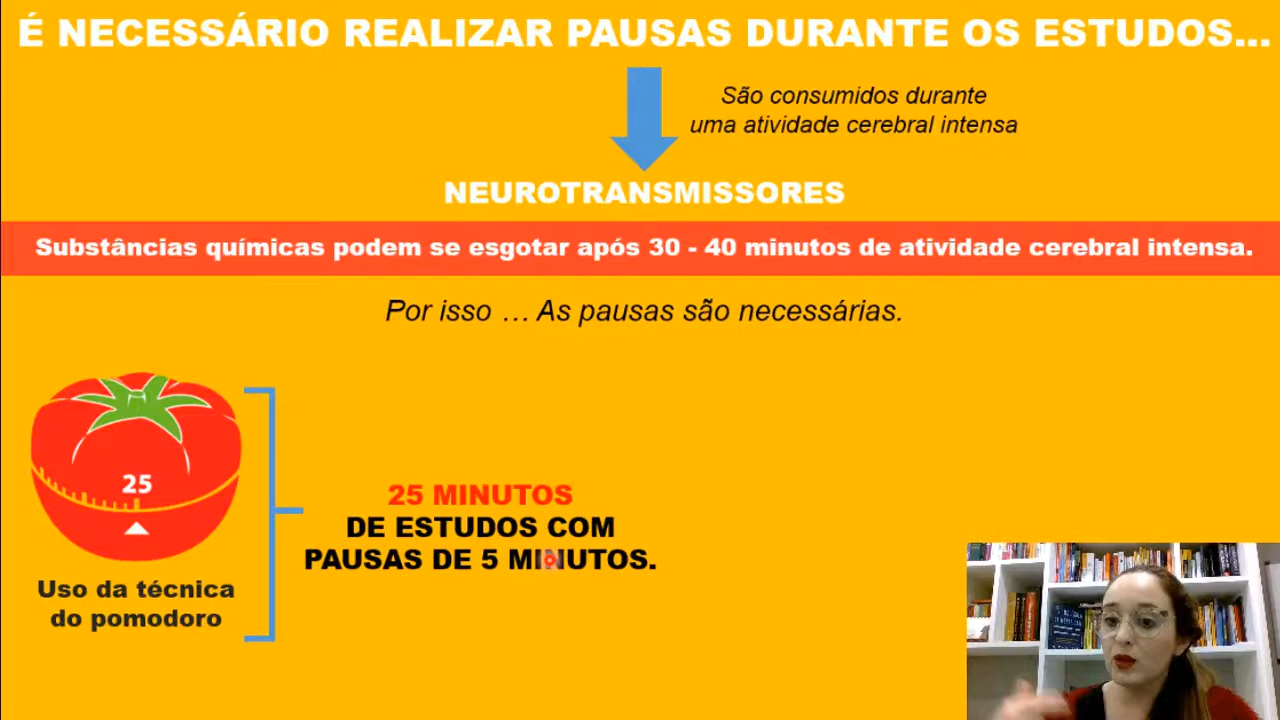 É NECESSÁRIO REALIZAR PAUSAS DURANTE OS ESTUDOS...
São consumidos durante
uma atividade cerebral intensa
NEUROTRANSMISSORES
Substâncias químicas podem se esgotar após 30 - 40 minutos de atividade cerebral intensa.
Por isso ... As pausas são necessárias.
25
25 MINUTOS
DE ESTUDOS COM
PAUSAS DE 5 MINUTOS.
Uso da técnica
do pomodoro